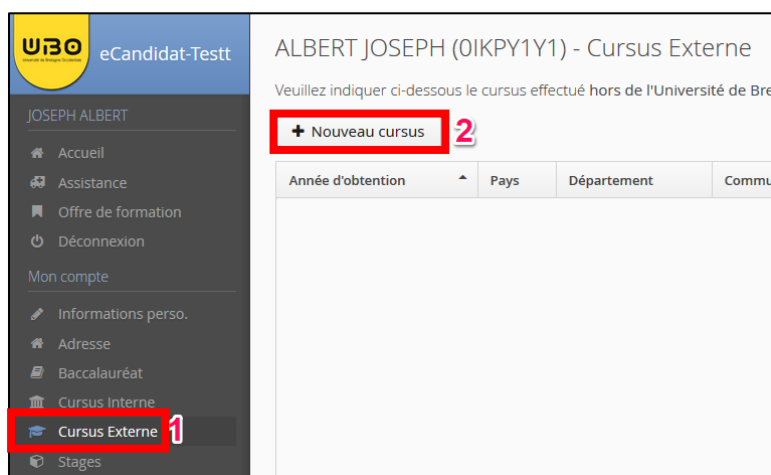 UBO
Université de Bretagne Occidentale
eCandidat-Testt
JOSEPH ALBERT
Accueil
Assistance
Offre de formation
Déconnexion
Mon compte
Informations perso.
Adresse
Baccalauréat
Cursus Interne
Cursus Externe
1
Stages
ALBERT JOSEPH (0IKPY1Y1) - Cursus Externe
Veuillez indiquer ci-dessous le cursus effectué hors de l'Université de Bre
+ Nouveau cursus
2
Année d'obtention Pays Département Commu